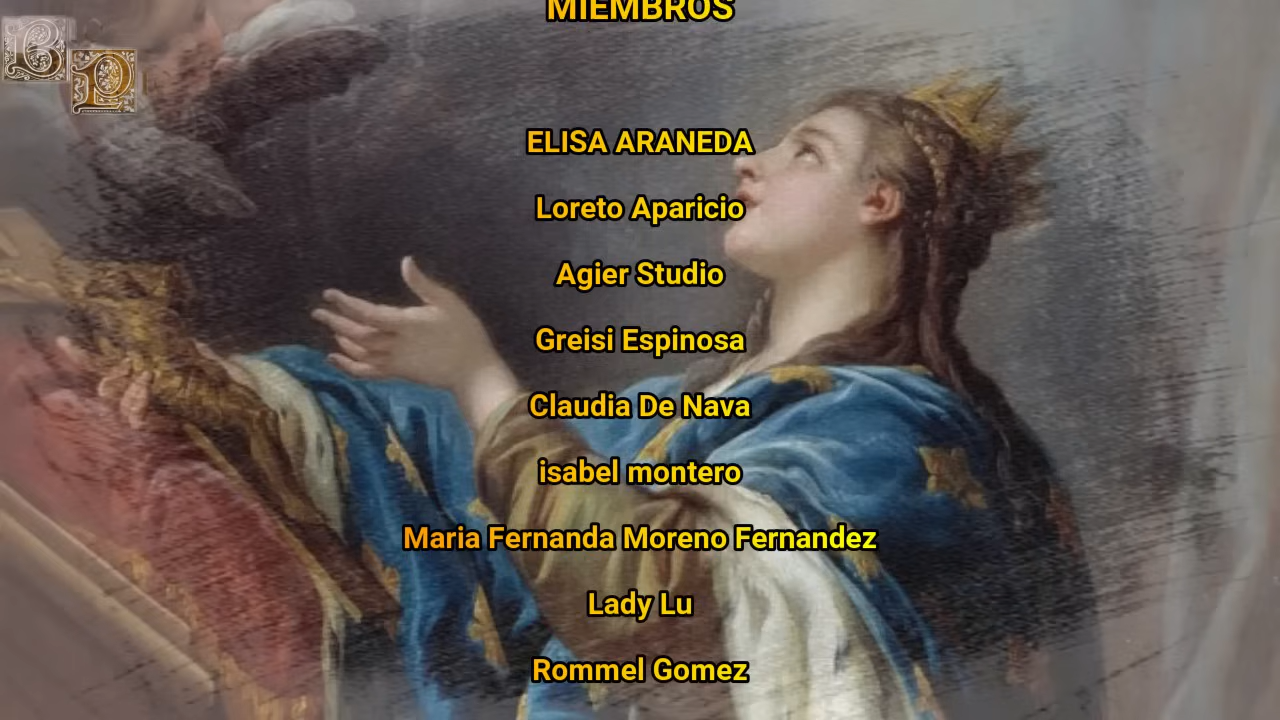 MIEMBROS
B
P
ELISA ARANEDA
Loreto Aparicio
Agier Studio
Greisi Espinosa
Claudia De Nava
isabel montero
Maria Fernanda Moreno Fernandez
Lady Lu
Rommel Gomez